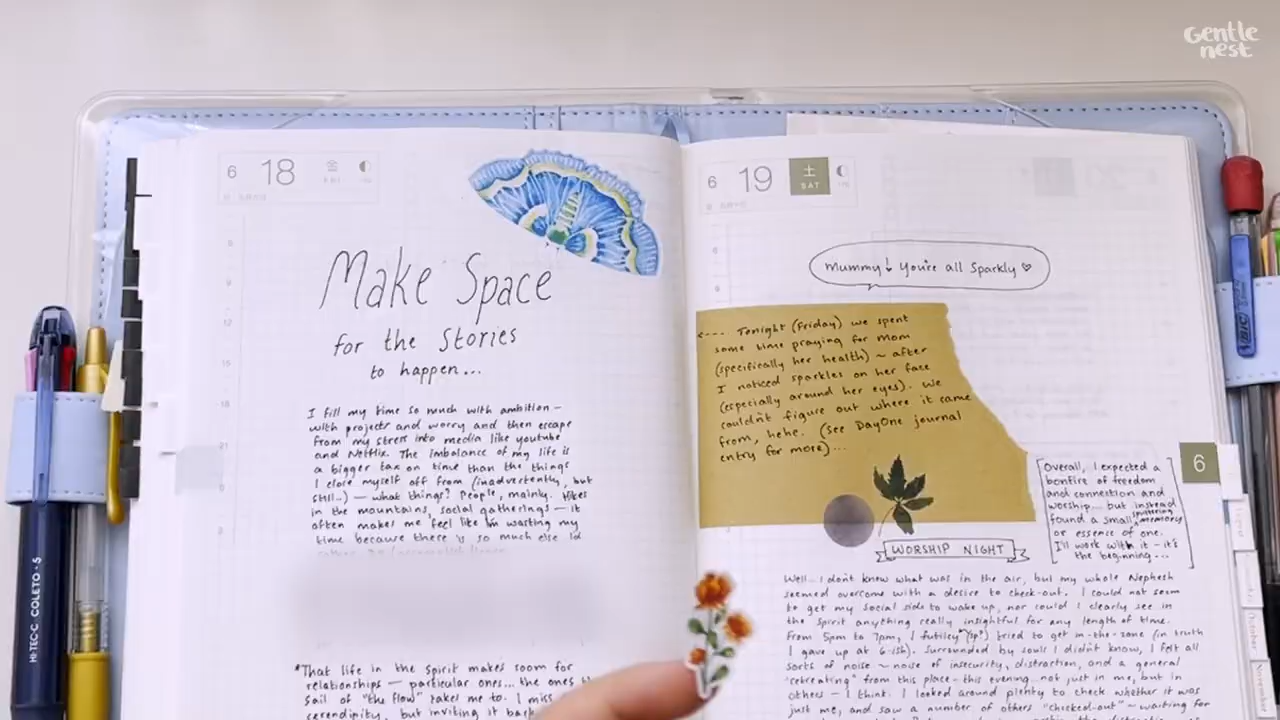 Gentle
nest
6 18 金 FRI
Make Space
for the Stories
to happen...
I fill my time so much with ambition –
with projects and worry and then escape
from my stress into media like youtube
and Netflix. The imbalance of my life is
a bigger tax on time than the things
I close myself off from (inadvertently, but
still...) — what things? People, mainly. Hikes
in the mountains, social gatherings — it
often makes me feel like I'm wasting my
time because there is so much else I'd
*That life in the spirit makes room for
relationships — particular ones... the ones
sail of "the flow" takes me to. I miss
serendipity, but inviting it back
6 19 土 SAT
Mummy! You're all Sparkly ♡
<--- Tonight (Friday) we spent
some time praying for mom
(specifically her health) ~ after
I noticed sparkles on her face
(especially around her eyes). We
couldn't figure out where it came
from, hehe. (see DayOne journal
entry for more)...
6
Overall, I expected a
bonfire of freedom
and connection and
worship... but instead
found a small, sputtering memory
or essence of one.
I'll work with it - it's
the beginning...
WORSHIP NIGHT
Well... I don't know what was in the air, but my whole Nephesh
seemed overcome with a desire to check-out. I could not seem
to get my social side to wake up, nor could I clearly see in
the spirit anything really insightful for any length of time.
From 5pm to 7pm, I futiley (sp?) tried to get in-the-zone (in truth
I gave up at 6-ish). Surrounded by souls I didn't know, I felt all
sorts of noise ~ noise of insecurity, distraction, and a general
"retreating" from this place - this evening... not just in me, but in
others — I think. I looked around plenty to check whether it was
just me, and saw a number of others "checked-out" ~ waiting for
HI-TEC-C COLETO·5
BIC
October
November